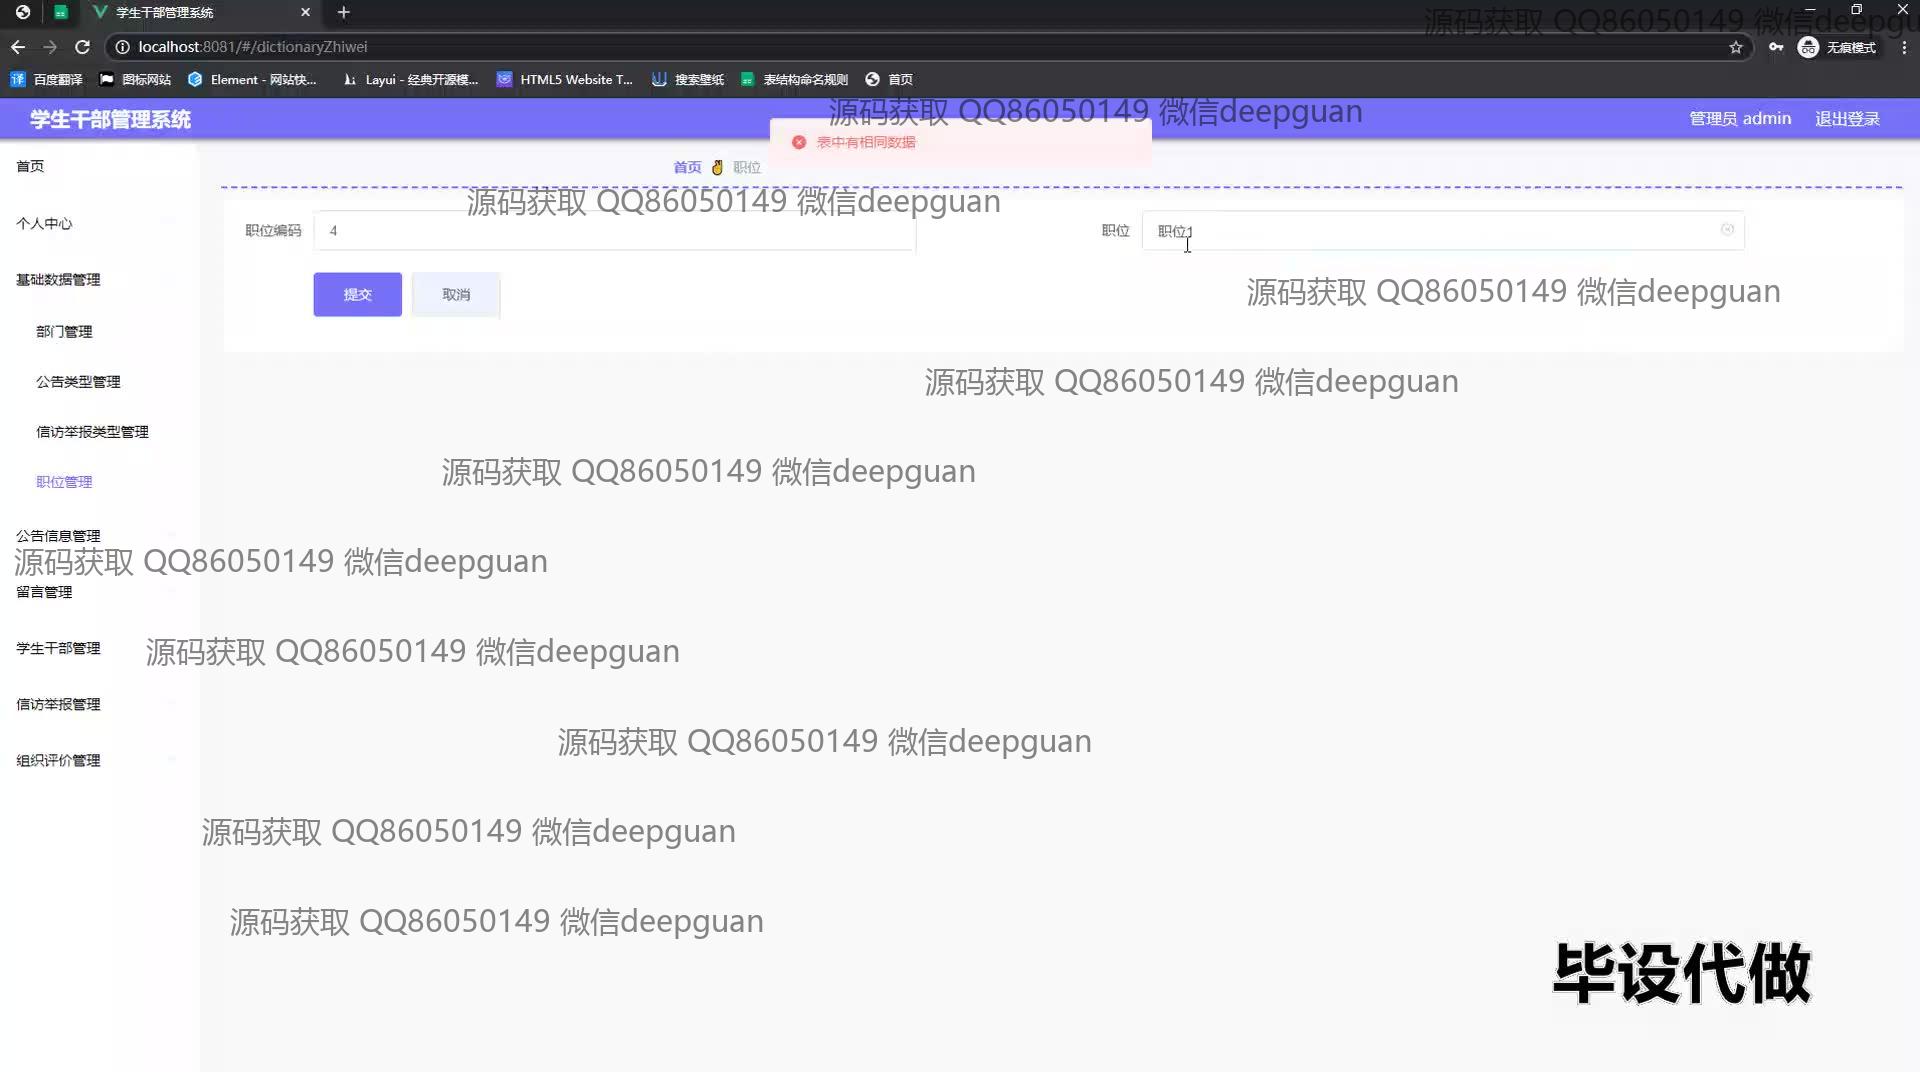 学生干部管理系统
源码获取 QQ86050149 微信deepgu
localhost:8081/#/dictionaryZhiwei
无痕模式
百度翻译 图标网站 Element - 网站快... Layui - 经典开源模... HTML5 Website T... 搜索壁纸 表结构命名规则 首页
学生干部管理系统
源码获取 QQ86050149 微信deepguan
管理员 admin 退出登录
表中有相同数据
首页
首页 职位
源码获取 QQ86050149 微信deepguan
个人中心
职位编码 4 职位 职位1
基础数据管理
提交 取消
源码获取 QQ86050149 微信deepguan
部门管理
公告类型管理
源码获取 QQ86050149 微信deepguan
信访举报类型管理
源码获取 QQ86050149 微信deepguan
职位管理
公告信息管理
源码获取 QQ86050149 微信deepguan
留言管理
学生干部管理
源码获取 QQ86050149 微信deepguan
信访举报管理
源码获取 QQ86050149 微信deepguan
组织评价管理
源码获取 QQ86050149 微信deepguan
源码获取 QQ86050149 微信deepguan
毕设代做